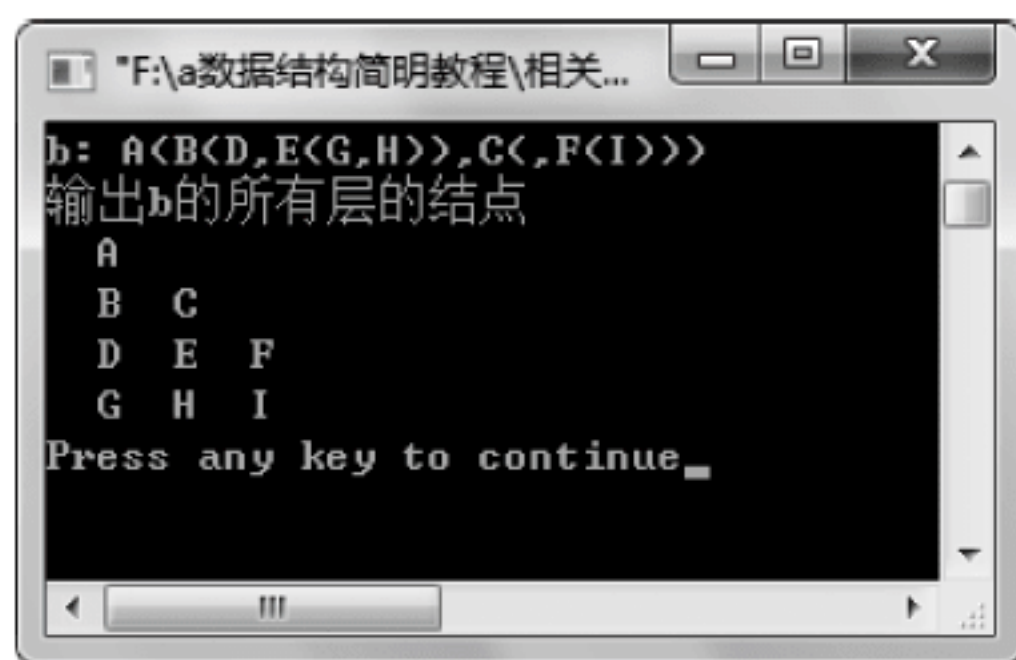 "F:\a数据结构简明教程\相关...
b: A(B(D,E(G,H)),C(,F(I)))
输出b的所有层的结点
A
B C
D E F
G H I
Press any key to continue_